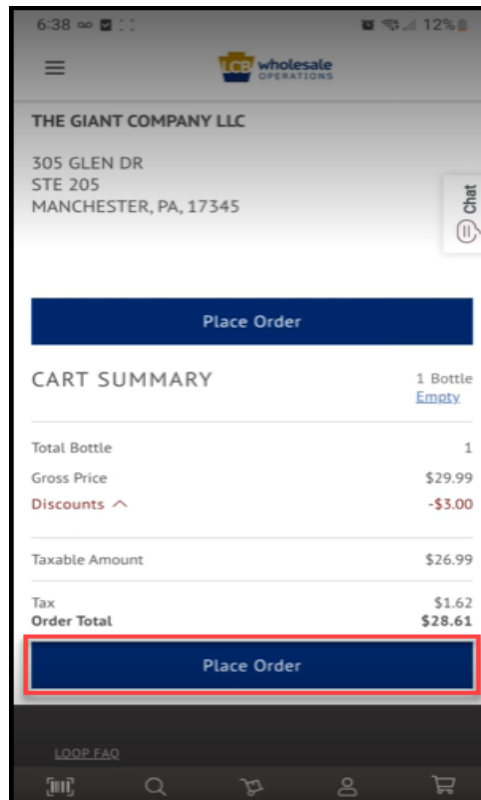 6:38 12%
LCB wholesale
OPERATIONS
THE GIANT COMPANY LLC
305 GLEN DR
STE 205
MANCHESTER, PA, 17345
Chat
Place Order
CART SUMMARY 1 Bottle
Empty
Total Bottle 1
Gross Price $29.99
Discounts -$3.00
Taxable Amount $26.99
Tax $1.62
Order Total $28.61
Place Order
LOOP FAQ